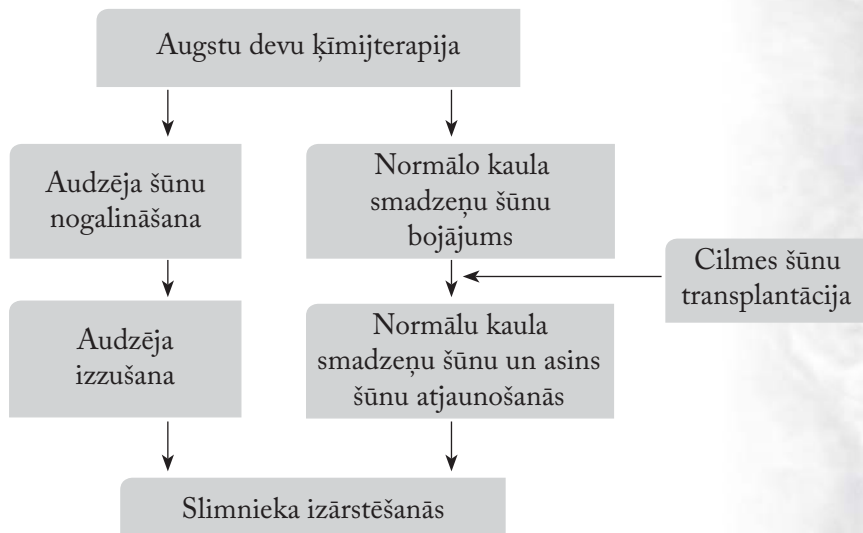 Augstu devu ķīmijterapija
Audzēja šūnu
nogalināšana
Normālo kaula
smadzeņu šūnu
bojājums
Cilmes šūnu
transplantācija
Audzēja
izzušana
Normālu kaula
smadzeņu šūnu un asins
šūnu atjaunošanās
Slimnieka izārstēšanās